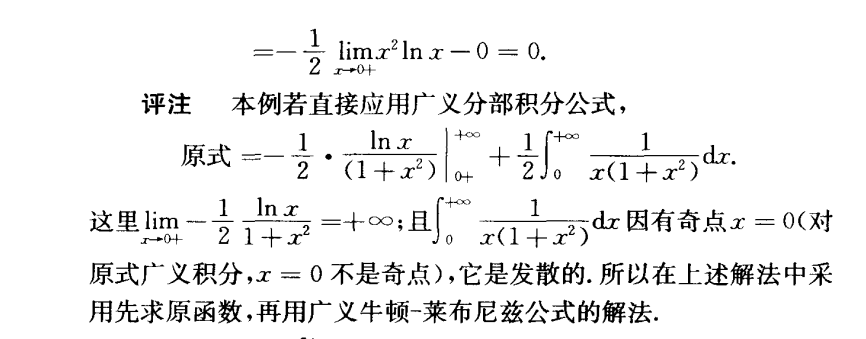 =-\frac{1}{2}\lim_{x\to 0+}x^2\ln x-0=0.
评注 本例若直接应用广义分部积分公式,
原式=-\frac{1}{2}·\frac{\ln x}{(1+x^2)}\Big|_{0+}^{+\infty}+\frac{1}{2}\int_0^{+\infty}\frac{1}{x(1+x^2)}dx.
这里\lim_{x\to 0+}-\frac{1}{2}\frac{\ln x}{1+x^2}=+\infty;且\int_0^{+\infty}\frac{1}{x(1+x^2)}dx因有奇点x=0(对
原式广义积分,x=0不是奇点),它是发散的.所以在上述解法中采
用先求原函数,再用广义牛顿-莱布尼兹公式的解法.